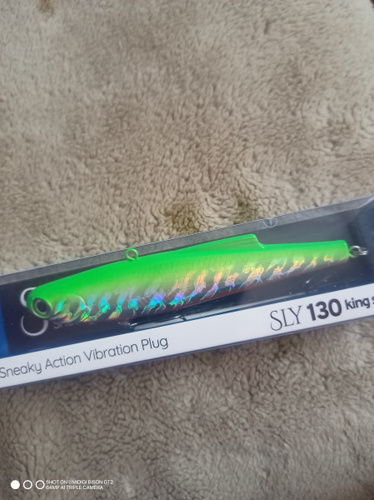 Sneaky Action Vibration Plug
SLY 130 king
SHOT ON UMIDIGI BISON GT2
64MP AI TRIPLE CAMERA